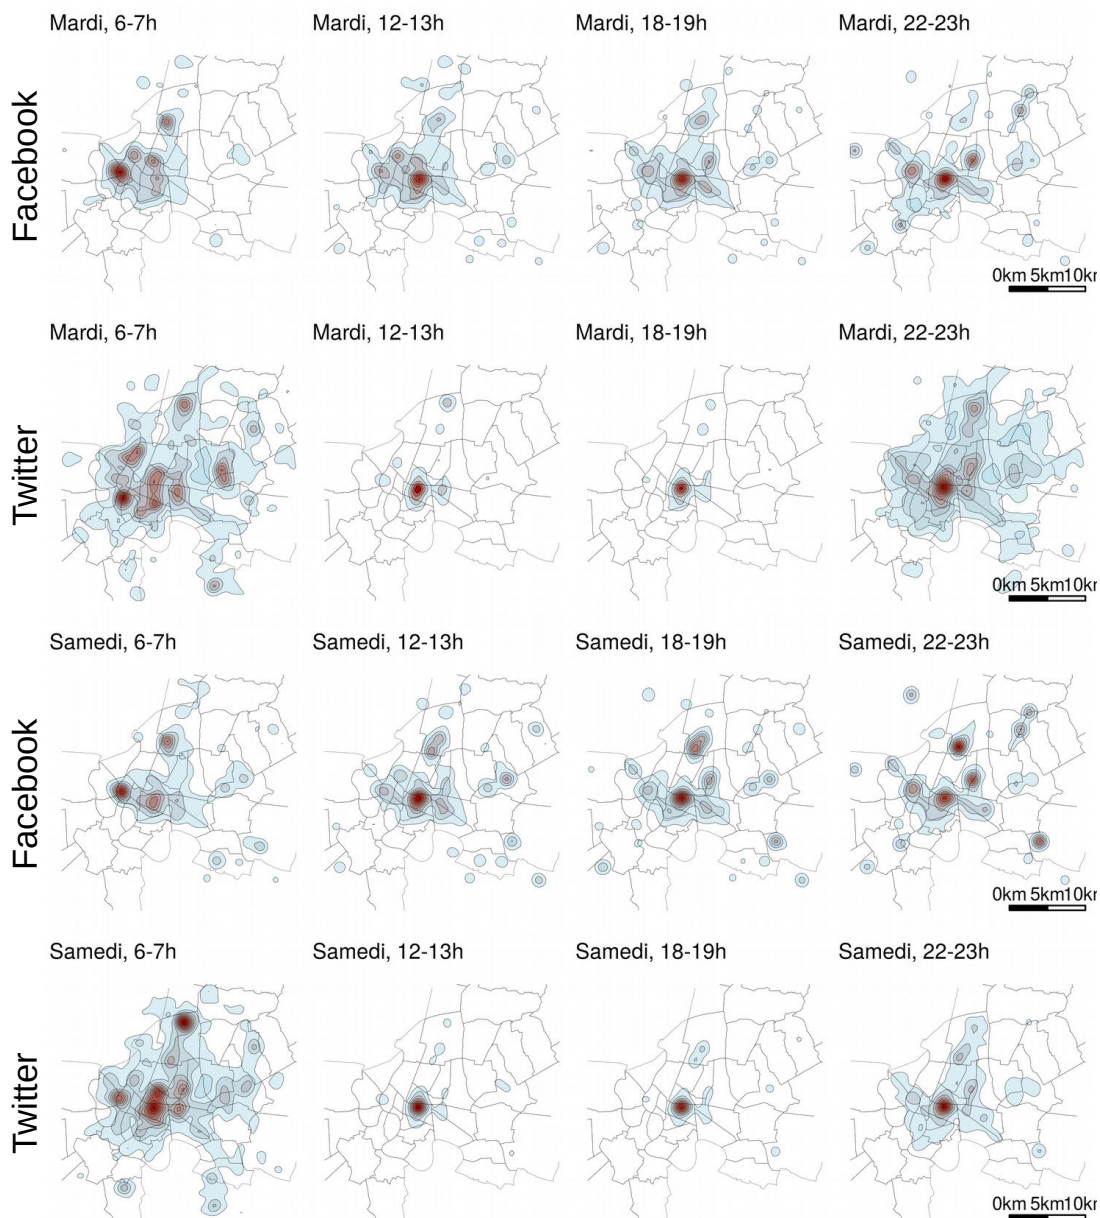 Mardi, 6-7h Mardi, 12-13h Mardi, 18-19h Mardi, 22-23h
Facebook
0km 5km10km
Mardi, 6-7h Mardi, 12-13h Mardi, 18-19h Mardi, 22-23h
Twitter
0km 5km10km
Samedi, 6-7h Samedi, 12-13h Samedi, 18-19h Samedi, 22-23h
Facebook
0km 5km10km
Samedi, 6-7h Samedi, 12-13h Samedi, 18-19h Samedi, 22-23h
Twitter
0km 5km10km